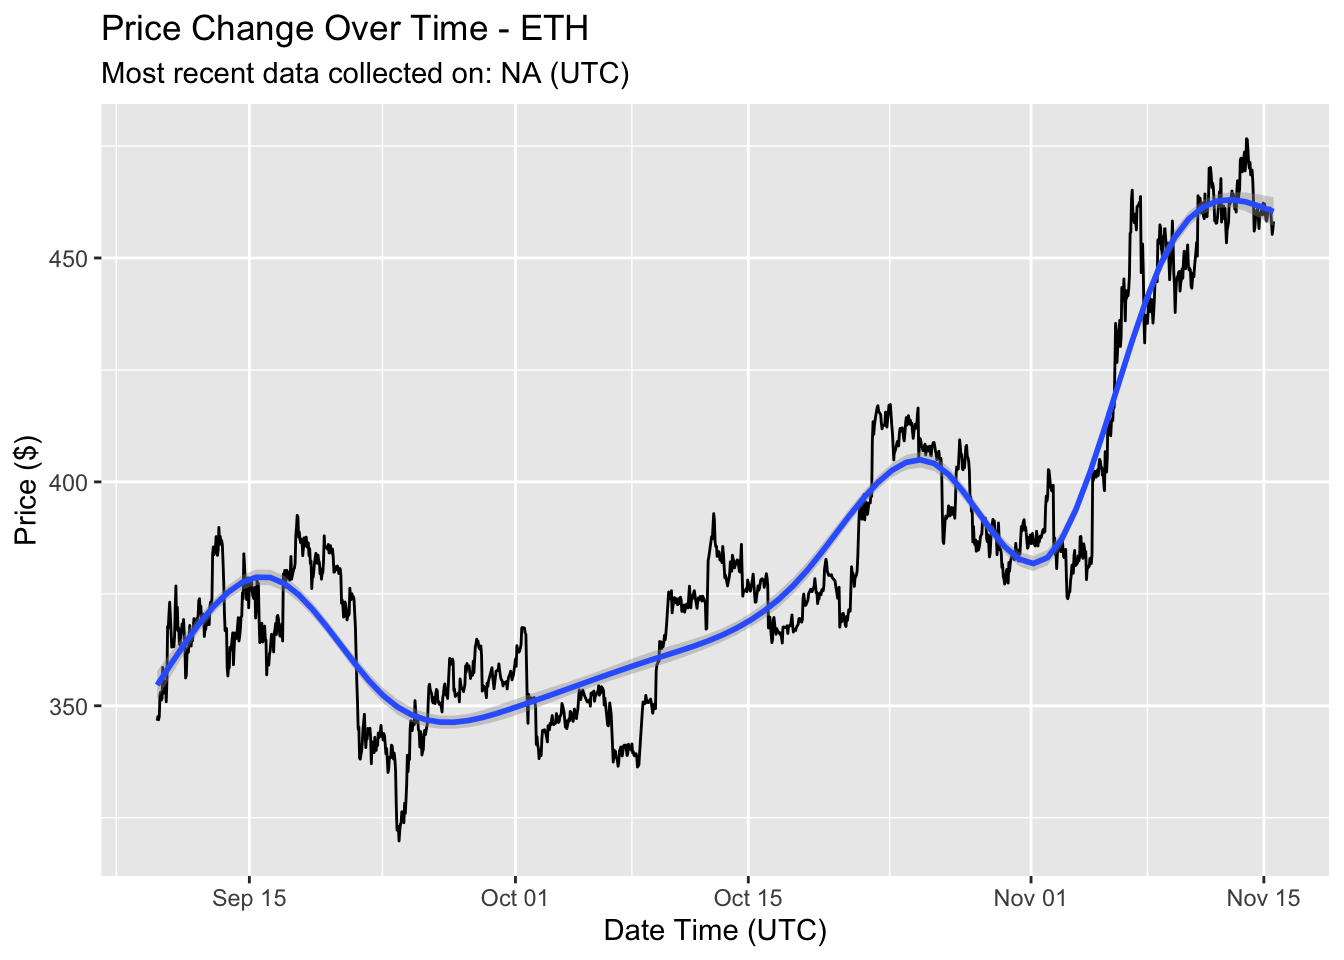 Price Change Over Time - ETH
Most recent data collected on: NA (UTC)
Price ($)
450
400
350
Sep 15
Oct 01
Oct 15
Nov 01
Nov 15
Date Time (UTC)